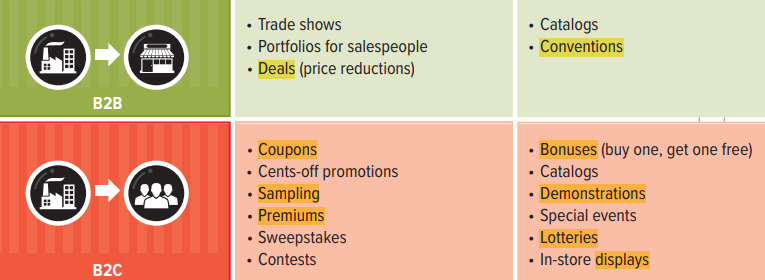 • Trade shows
• Portfolios for salespeople
• Deals (price reductions)
• Catalogs
• Conventions
B2B
• Coupons
• Cents-off promotions
• Sampling
• Premiums
• Sweepstakes
• Contests
• Bonuses (buy one, get one free)
• Catalogs
• Demonstrations
• Special events
• Lotteries
• In-store displays
B2C